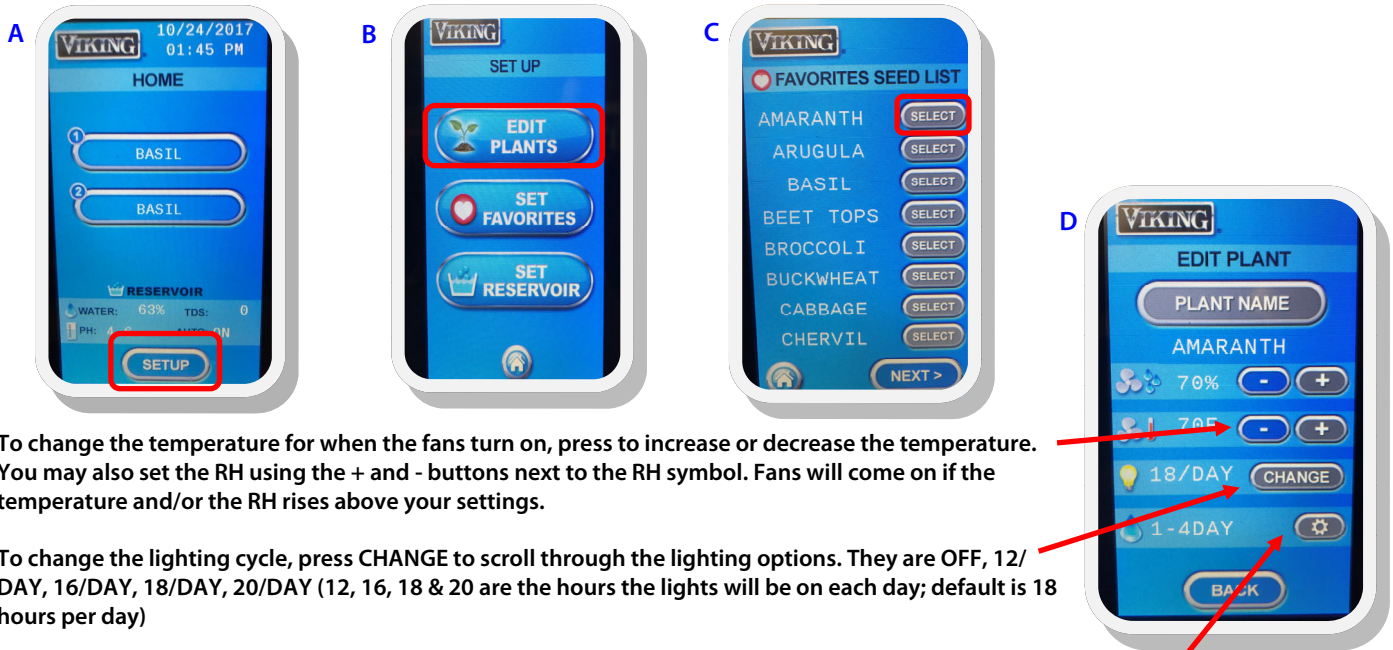 A
VIKING
10/24/2017
01:45 PM
HOME
1
BASIL
2
BASIL
RESERVOIR
WATER: 63% TDS: 0
PH: ON
SETUP
B
VIKING
SET UP
EDIT
PLANTS
SET
FAVORITES
SET
RESERVOIR
C
VIKING
FAVORITES SEED LIST
AMARANTH SELECT
ARUGULA SELECT
BASIL SELECT
BEET TOPS SELECT
BROCCOLI SELECT
BUCKWHEAT SELECT
CABBAGE SELECT
CHERVIL SELECT
NEXT >
D
VIKING
EDIT PLANT
PLANT NAME
AMARANTH
70% - +
70F - +
18/DAY CHANGE
1-4DAY
BACK
To change the temperature for when the fans turn on, press to increase or decrease the temperature.
You may also set the RH using the + and - buttons next to the RH symbol. Fans will come on if the
temperature and/or the RH rises above your settings.
To change the lighting cycle, press CHANGE to scroll through the lighting options. They are OFF, 12/
DAY, 16/DAY, 18/DAY, 20/DAY (12, 16, 18 & 20 are the hours the lights will be on each day; default is 18
hours per day)